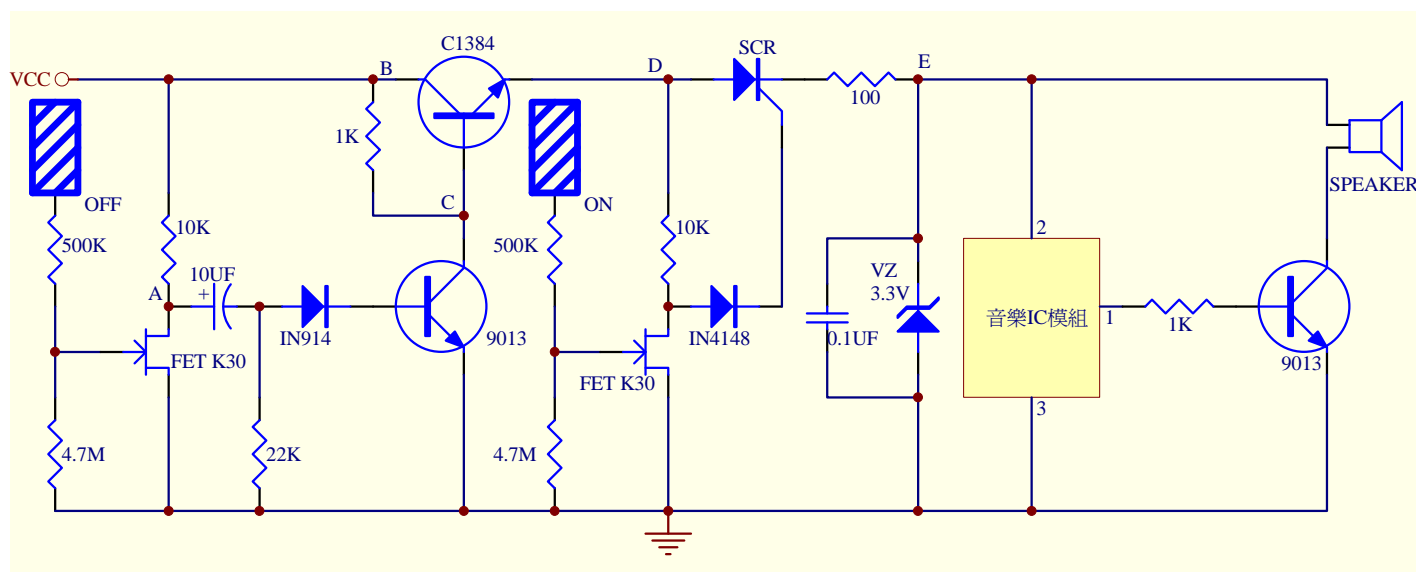 C1384
SCR
VCC
B
D
E
1K
100
SPEAKER
OFF
C
ON
500K
10K
500K
10K
2
10UF
+
A
VZ
3.3V
音樂IC模組
1
1K
IN914
9013
IN4148
0.1UF
FET K30
FET K30
9013
3
4.7M
22K
4.7M